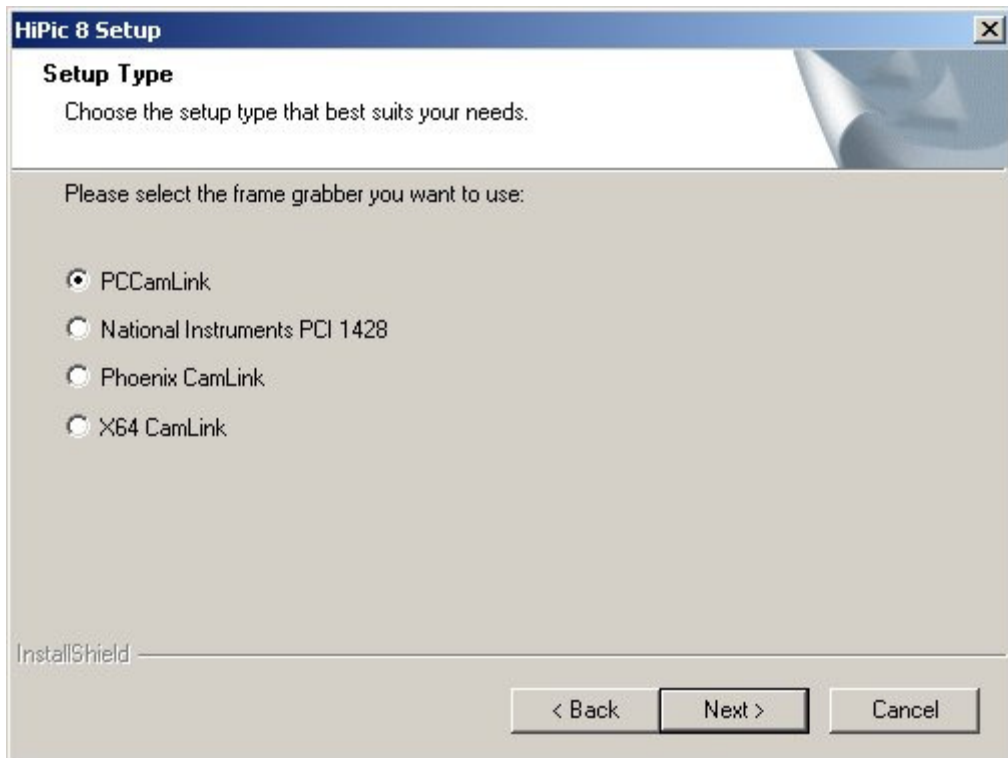 HiPic 8 Setup
Setup Type
Choose the setup type that best suits your needs.
Please select the frame grabber you want to use:
PCCamLink
National Instruments PCI 1428
Phoenix CamLink
X64 CamLink
InstallShield
< Back Next > Cancel